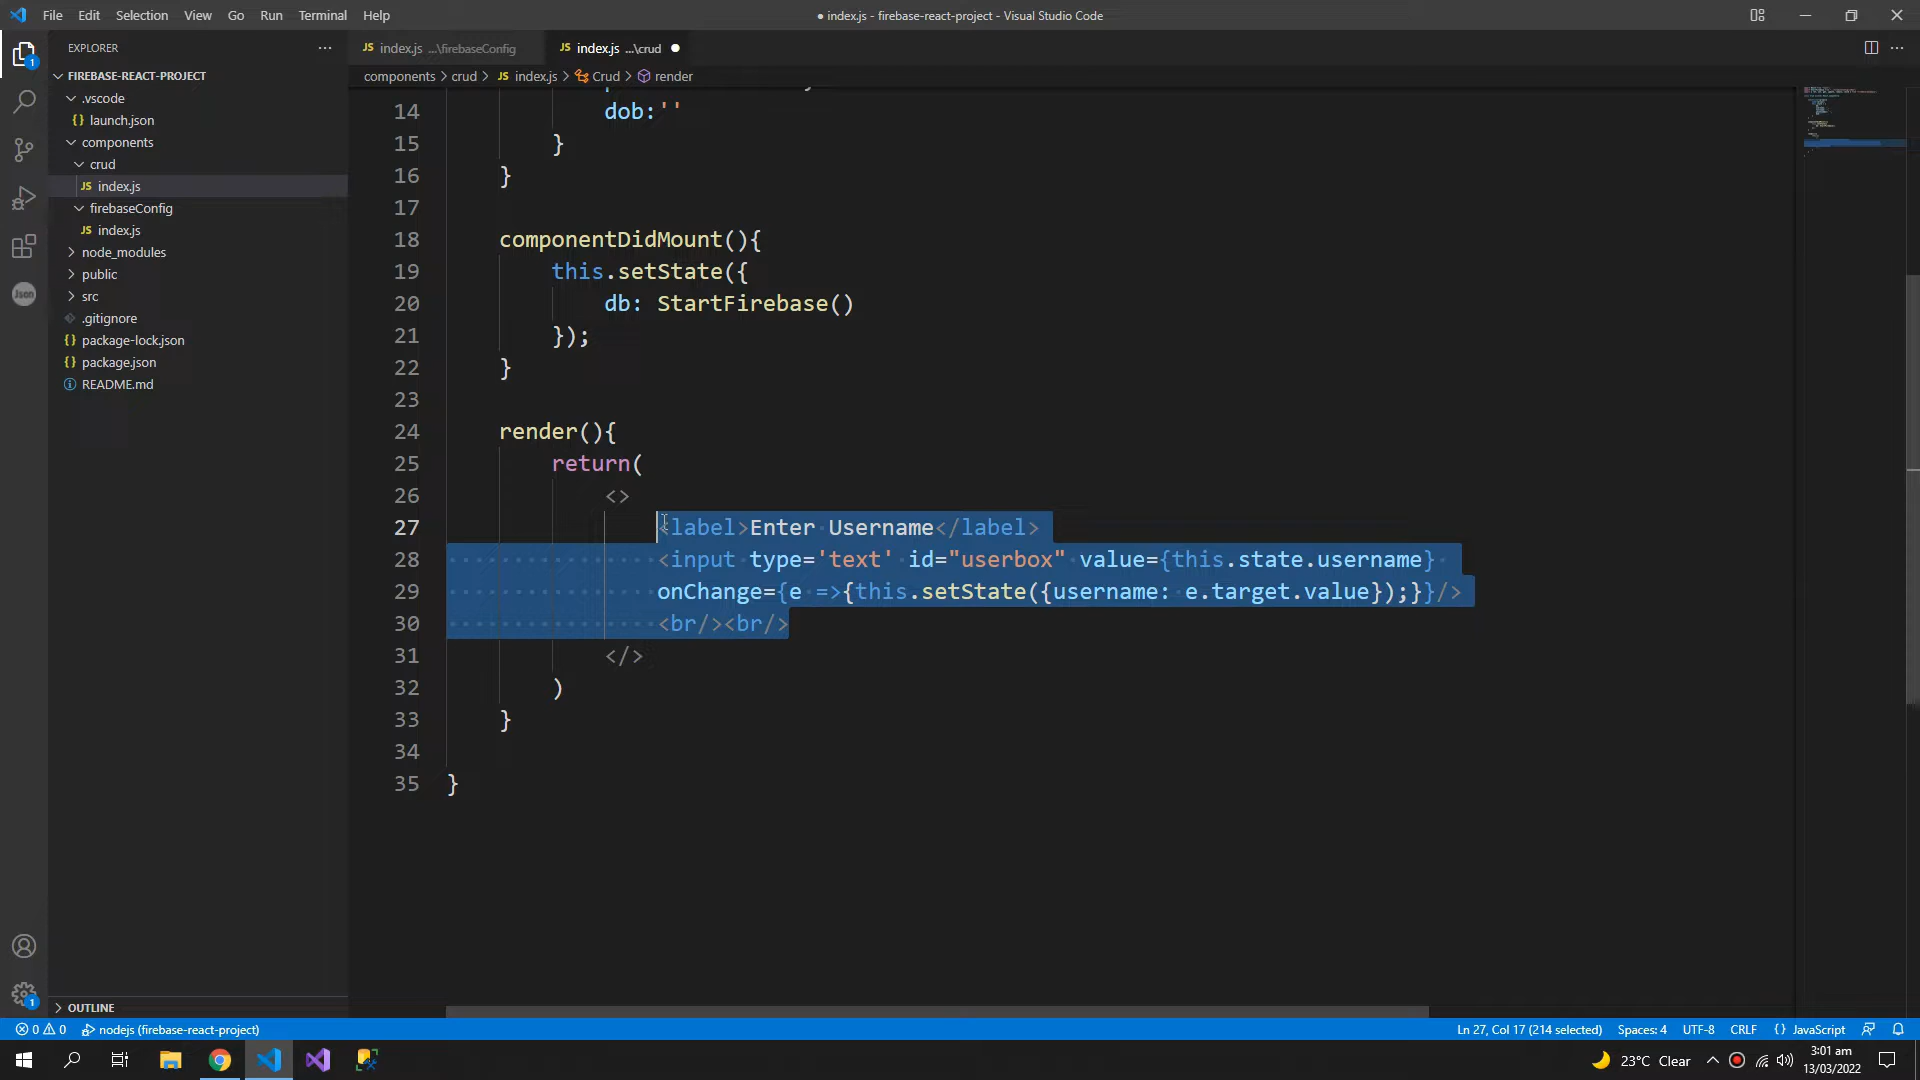 File Edit Selection View Go Run Terminal Help
● index.js - firebase-react-project - Visual Studio Code
EXPLORER
FIREBASE-REACT-PROJECT
.vscode
launch.json
components
crud
index.js
firebaseConfig
index.js
node_modules
public
src
.gitignore
package-lock.json
package.json
README.md
OUTLINE
JS index.js ...\firebaseConfig
JS index.js ...\crud
components > crud > JS index.js > Crud > render
14 dob:''
15 }
16 }
17
18 componentDidMount(){
19 this.setState({
20 db: StartFirebase()
21 });
22 }
23
24 render(){
25 return(
26 <>
27 <label>Enter Username</label>
28 <input type='text' id="userbox" value={this.state.username}
29 onChange={e =>{this.setState({username: e.target.value});}}/>
30 <br/><br/>
31 </>
32 )
33 }
34
35 }
0 0 nodejs (firebase-react-project)
Ln 27, Col 17 (214 selected) Spaces: 4 UTF-8 CRLF {} JavaScript
23°C Clear
3:01 am
13/03/2022